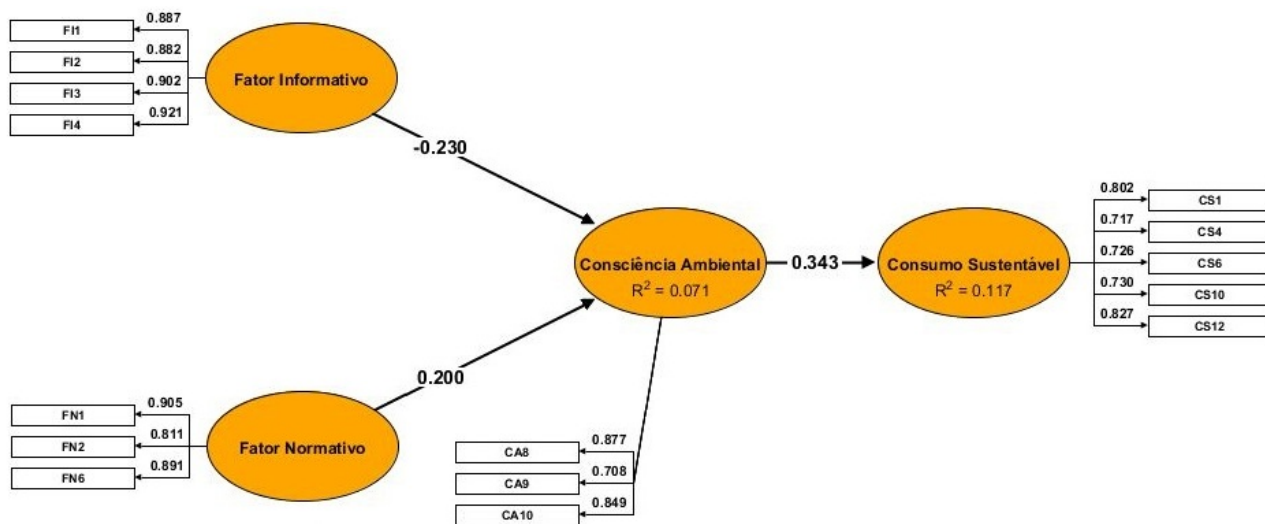 FI1
0.887
FI2
0.882
FI3
0.902
FI4
0.921
Fator Informativo
-0.230
FN1
0.905
FN2
0.811
FN6
0.891
Fator Normativo
0.200
Consciência Ambiental
R² = 0.071
CA8
0.877
CA9
0.708
CA10
0.849
0.343
Consumo Sustentável
R² = 0.117
0.802
CS1
0.717
CS4
0.726
CS6
0.730
CS10
0.827
CS12